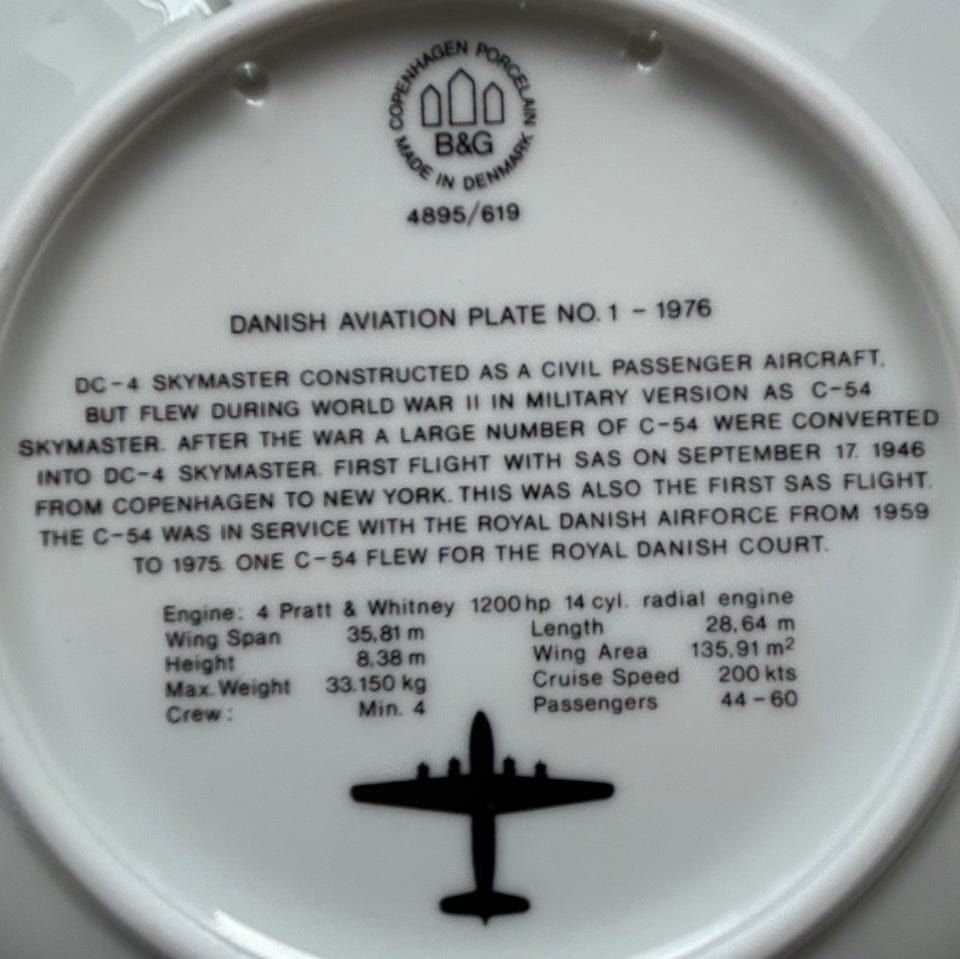 COPENHAGEN PORCELAIN
B&G
MADE IN DENMARK
4895/619
DANISH AVIATION PLATE NO. 1 - 1976
DC-4 SKYMASTER CONSTRUCTED AS A CIVIL PASSENGER AIRCRAFT,
BUT FLEW DURING WORLD WAR II IN MILITARY VERSION AS C-54
SKYMASTER. AFTER THE WAR A LARGE NUMBER OF C-54 WERE CONVERTED
INTO DC-4 SKYMASTER. FIRST FLIGHT WITH SAS ON SEPTEMBER 17. 1946
FROM COPENHAGEN TO NEW YORK. THIS WAS ALSO THE FIRST SAS FLIGHT.
THE C-54 WAS IN SERVICE WITH THE ROYAL DANISH AIRFORCE FROM 1959
TO 1975. ONE C-54 FLEW FOR THE ROYAL DANISH COURT.
Engine: 4 Pratt & Whitney 1200hp 14 cyl. radial engine
Wing Span 35,81 m Length 28,64 m
Height 8,38 m Wing Area 135,91 m²
Max. Weight 33.150 kg Cruise Speed 200 kts
Crew: Min. 4 Passengers 44-60